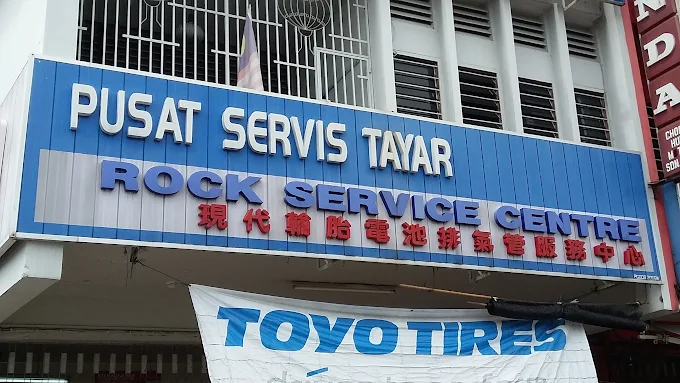 PUSAT SERVIS TAYAR
ROCK SERVICE CENTRE
現代輪胎電池排氣管服務中心
TOYO TIRES
NDA